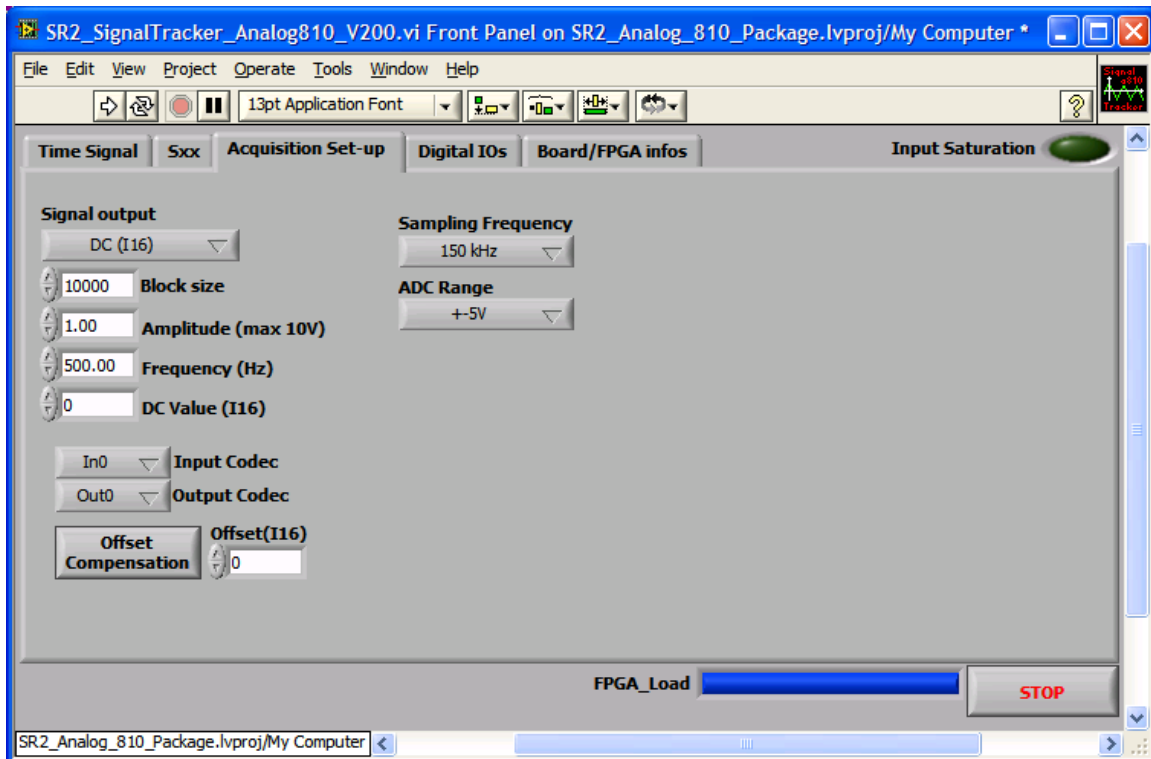 SR2_SignalTracker_Analog810_V200.vi Front Panel on SR2_Analog_810_Package.lvproj/My Computer *
File Edit View Project Operate Tools Window Help
13pt Application Font
Signal
Tracker
Time Signal Sxx Acquisition Set-up Digital IOs Board/FPGA infos Input Saturation
Signal output
DC (I16)
10000 Block size
1.00 Amplitude (max 10V)
500.00 Frequency (Hz)
0 DC Value (I16)
In0 Input Codec
Out0 Output Codec
Offset
Compensation
Offset(I16)
0
Sampling Frequency
150 kHz
ADC Range
+-5V
FPGA_Load
STOP
SR2_Analog_810_Package.lvproj/My Computer